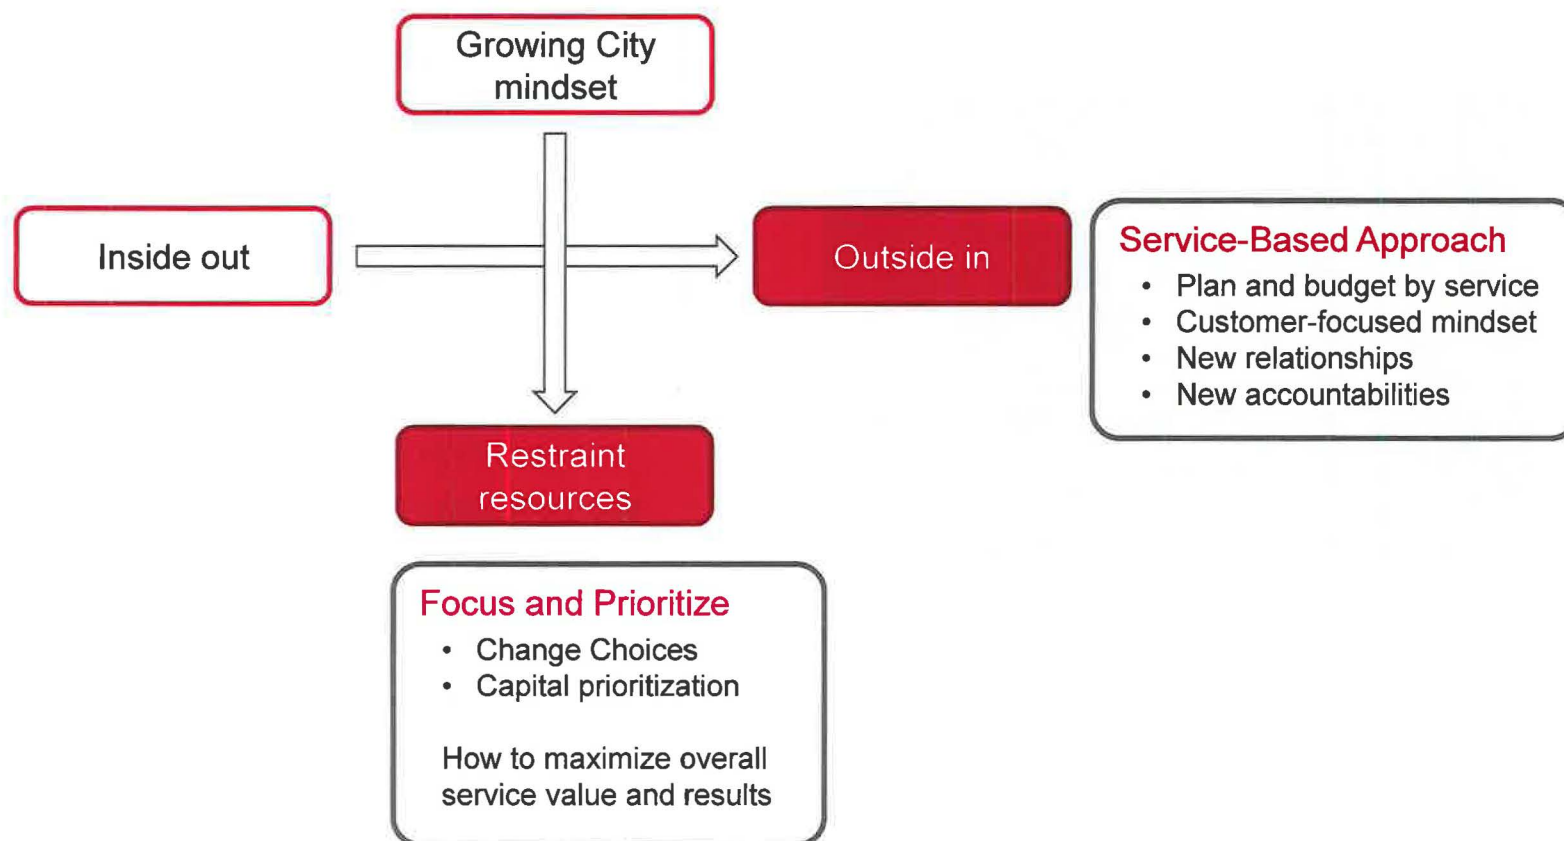 Growing City
mindset
Inside out
Outside in
Service-Based Approach
• Plan and budget by service
• Customer-focused mindset
• New relationships
• New accountabilities
Restraint
resources
Focus and Prioritize
• Change Choices
• Capital prioritization
How to maximize overall
service value and results